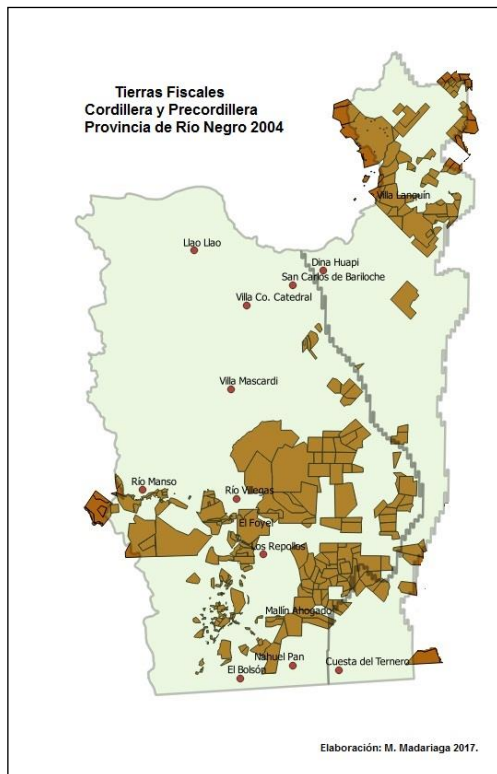 Tierras Fiscales
Cordillera y Precordillera
Provincia de Río Negro 2004
Villa Llanquin
Llao Llao
Dina Huapi
San Carlos de Bariloche
Villa Co. Catedral
Villa Mascardi
Río Manso
Río Villegas
El Foyel
Los Repollos
Mallín Ahogado
Nahuel Pan
Cuesta del Ternero
El Bolsón
Elaboración: M. Madariaga 2017.